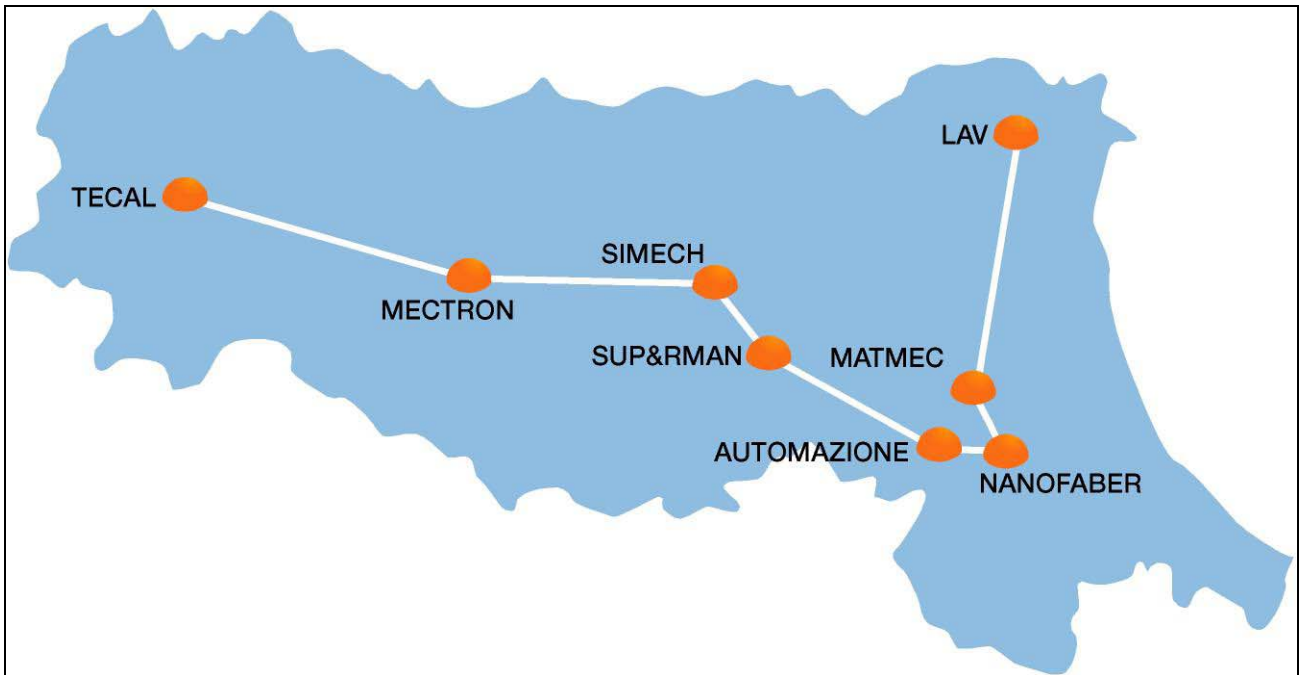 LAV
TECAL
SIMECH
MECTRON
SUP&RMAN
MATMEC
AUTOMAZIONE
NANOFABER